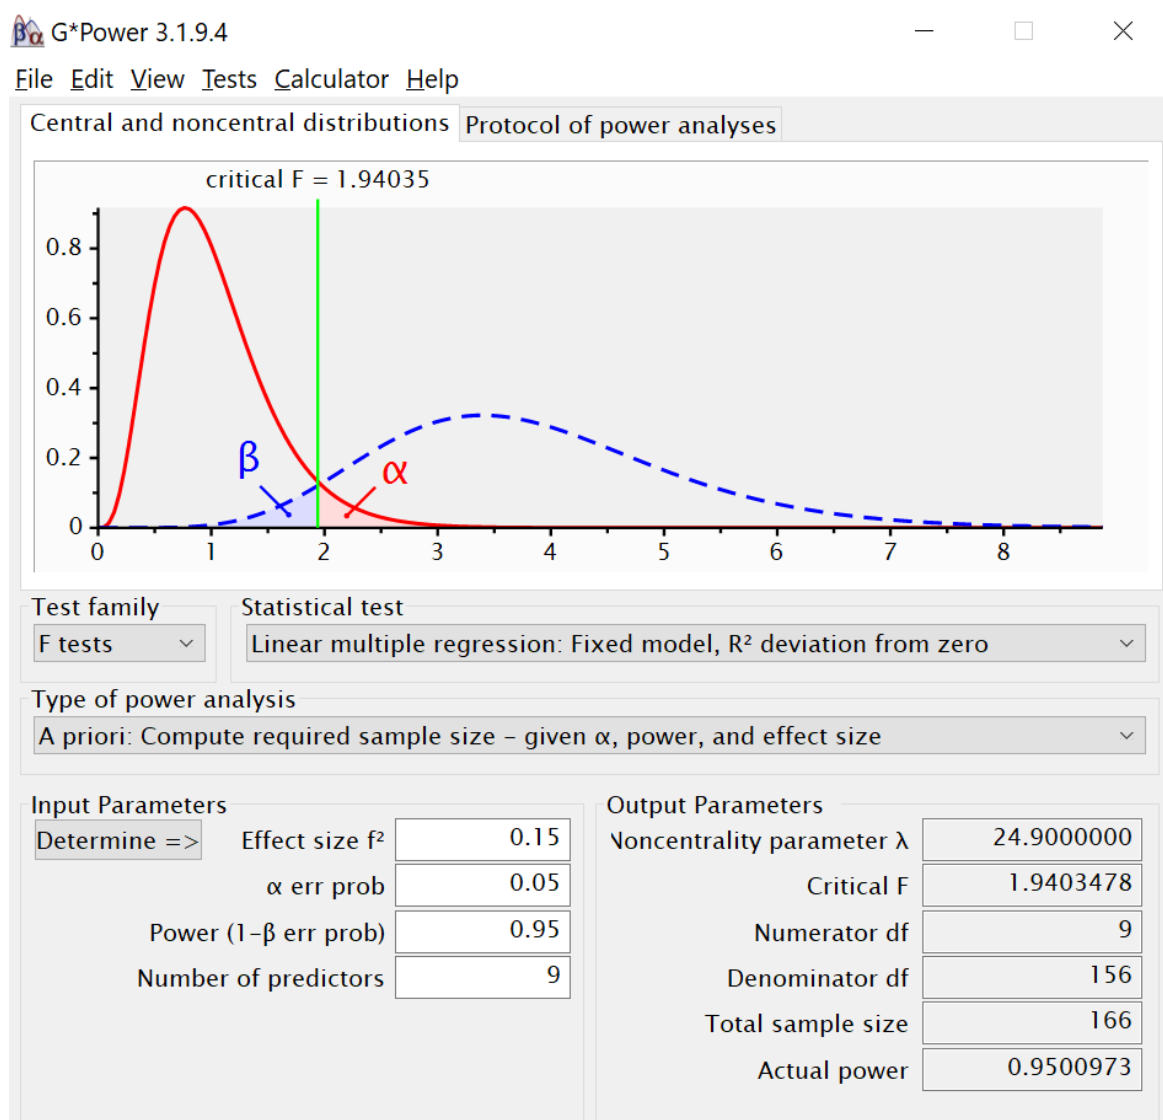 G*Power 3.1.9.4
File Edit View Tests Calculator Help
Central and noncentral distributions Protocol of power analyses
critical F = 1.94035
0.8
0.6
0.4
0.2
0
β
α
0 1 2 3 4 5 6 7 8
Test family Statistical test
F tests Linear multiple regression: Fixed model, R² deviation from zero
Type of power analysis
A priori: Compute required sample size – given α, power, and effect size
Input Parameters Output Parameters
Determine => Effect size f² 0.15 Noncentrality parameter λ 24.9000000
α err prob 0.05 Critical F 1.9403478
Power (1–β err prob) 0.95 Numerator df 9
Number of predictors 9 Denominator df 156
Total sample size 166
Actual power 0.9500973